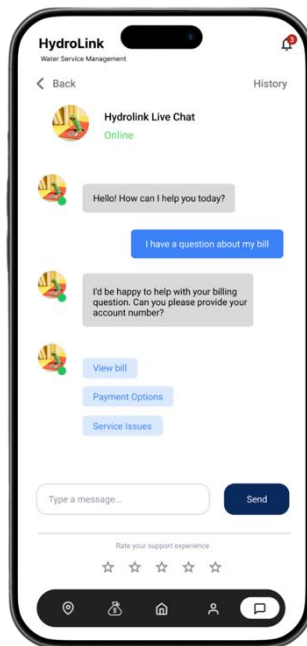 HydroLink
Water Service Management
3
Back
History
Hydrolink Live Chat
Online
Hello! How can I help you today?
I have a question about my bill
I'd be happy to help with your billing
question. Can you please provide your
account number?
View bill
Payment Options
Service Issues
Type a message...
Send
Rate your support experience
$